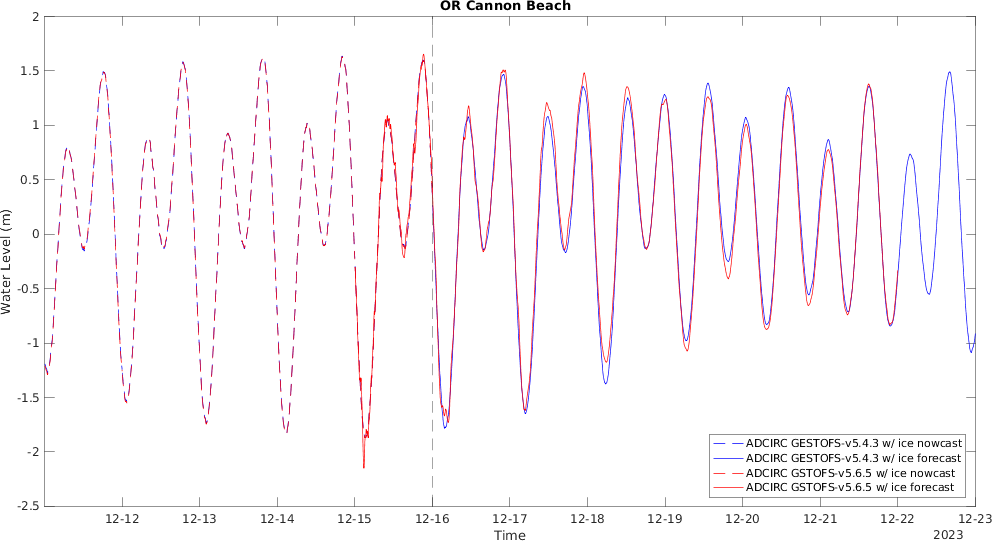 OR Cannon Beach
Water Level (m)
2
1.5
1
0.5
0
-0.5
-1
-1.5
-2
-2.5
ADCIRC GESTOFS-v5.4.3 w/ ice nowcast
ADCIRC GESTOFS-v5.4.3 w/ ice forecast
ADCIRC GSTOFS-v5.6.5 w/ ice nowcast
ADCIRC GSTOFS-v5.6.5 w/ ice forecast
12-12 12-13 12-14 12-15 12-16 12-17 12-18 12-19 12-20 12-21 12-22 12-23
Time
2023